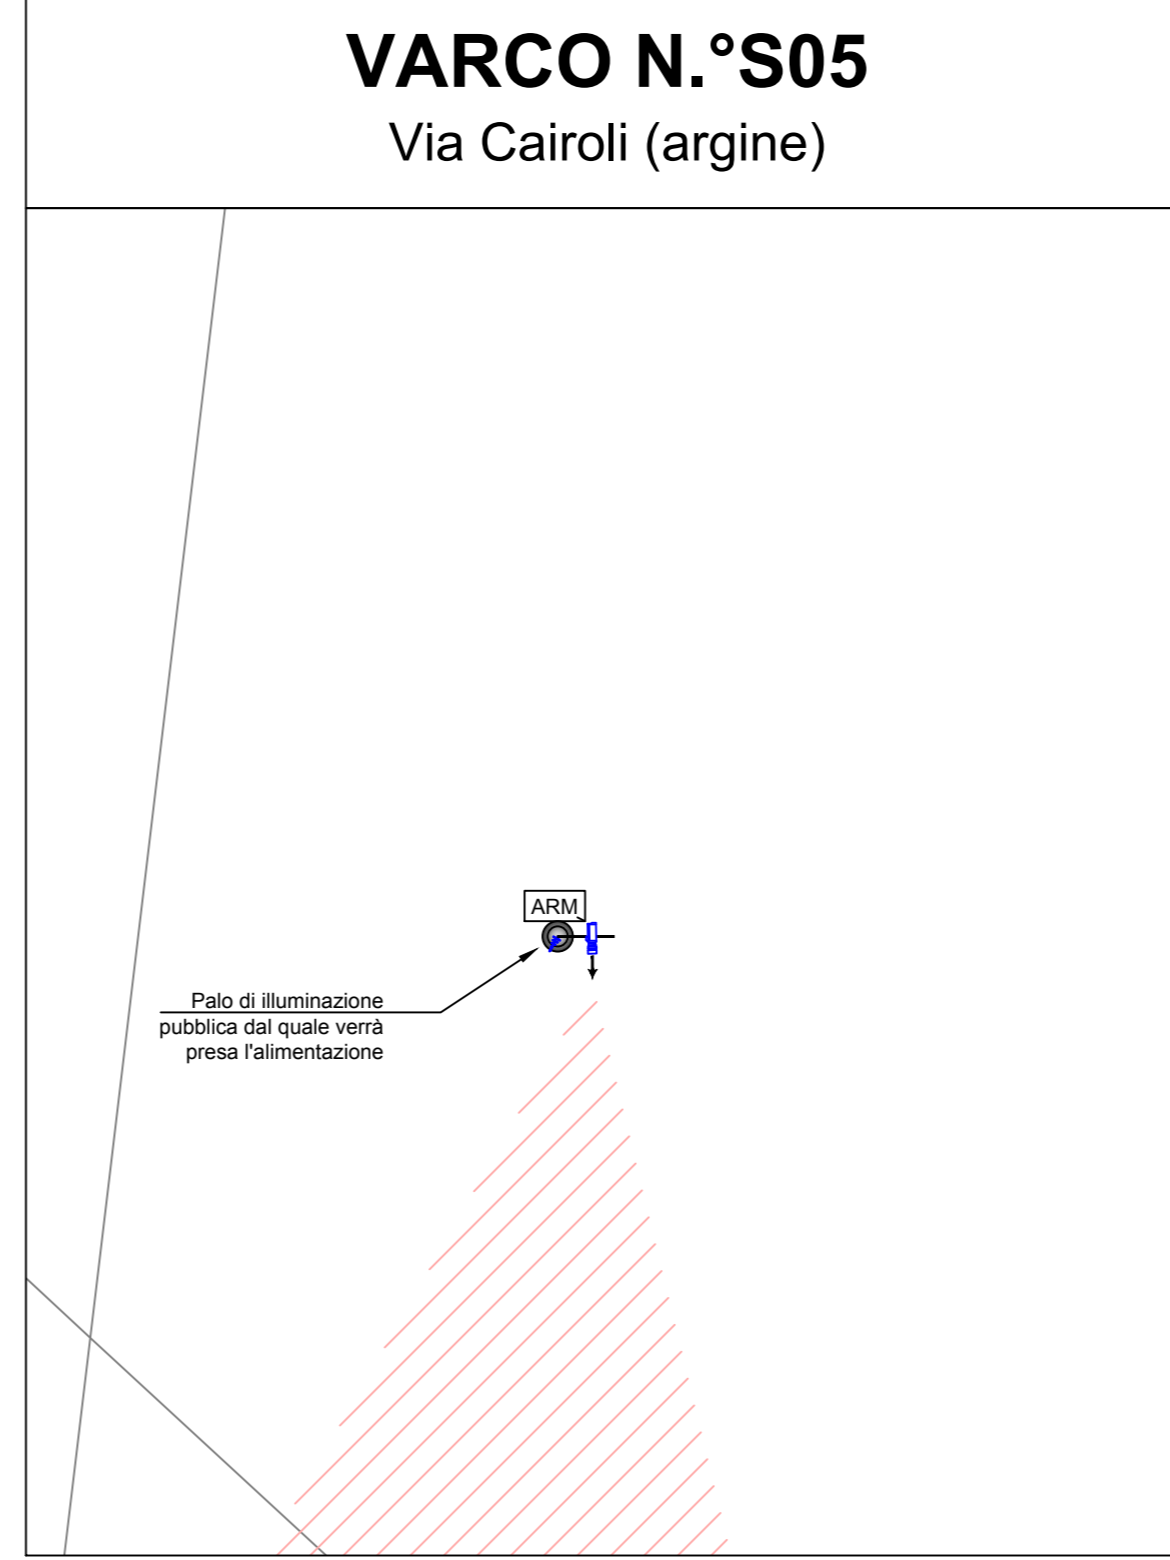 VARCO N.°S05
Via Cairoli (argine)
ARM
Palo di illuminazione
pubblica dal quale verrà
presa l'alimentazione